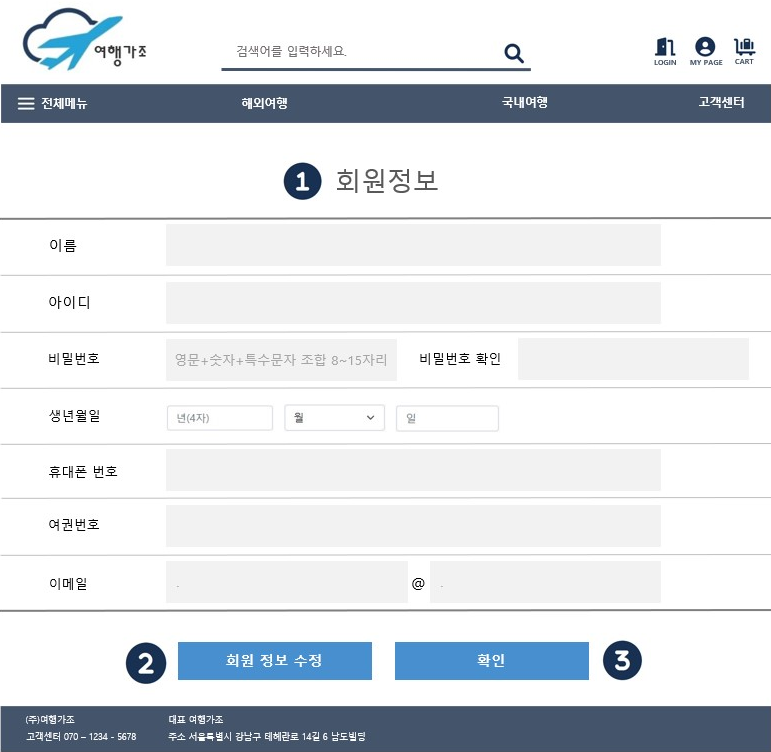 여행가조
검색어를 입력하세요.
LOGIN MY PAGE CART
전체메뉴 해외여행 국내여행 고객센터
1 회원정보
이름
아이디
비밀번호 영문+숫자+특수문자 조합 8~15자리 비밀번호 확인
생년월일 년(4자) 월 일
휴대폰 번호
여권번호
이메일 . @ .
2 회원 정보 수정 확인 3
(주)여행가조 대표 여행가조
고객센터 070 – 1234 - 5678 주소 서울특별시 강남구 테헤란로 14길 6 남도빌딩